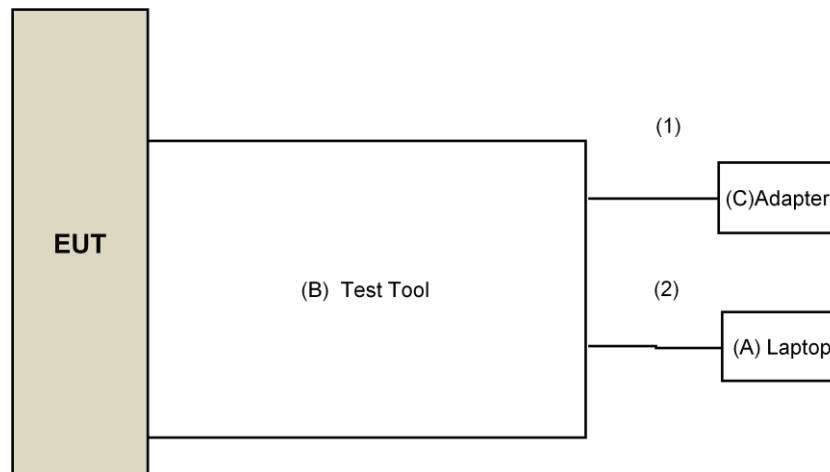 (1)
(C)Adapter
EUT
(B) Test Tool
(2)
(A) Laptop